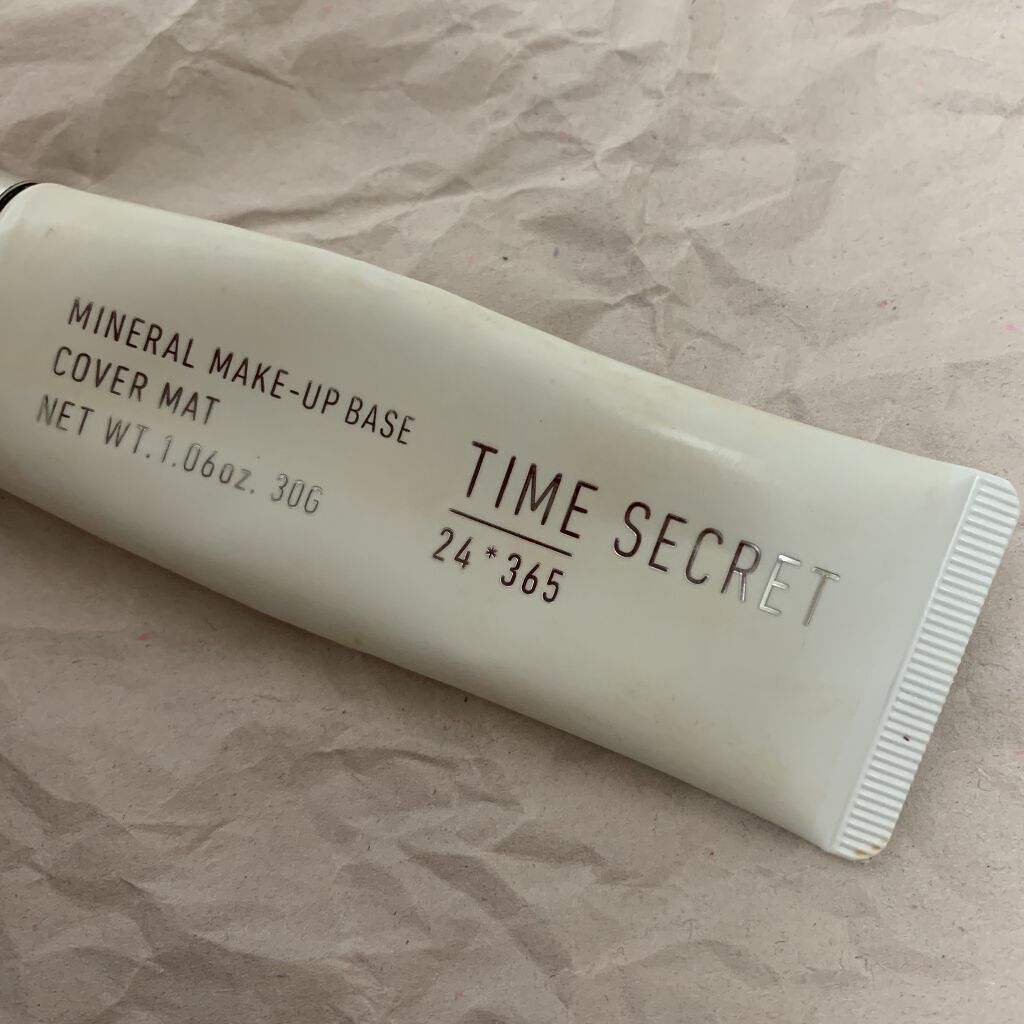 MINERAL MAKE-UP BASE
COVER MAT
NET WT.1.06oz. 30G
TIME SECRET
24*365